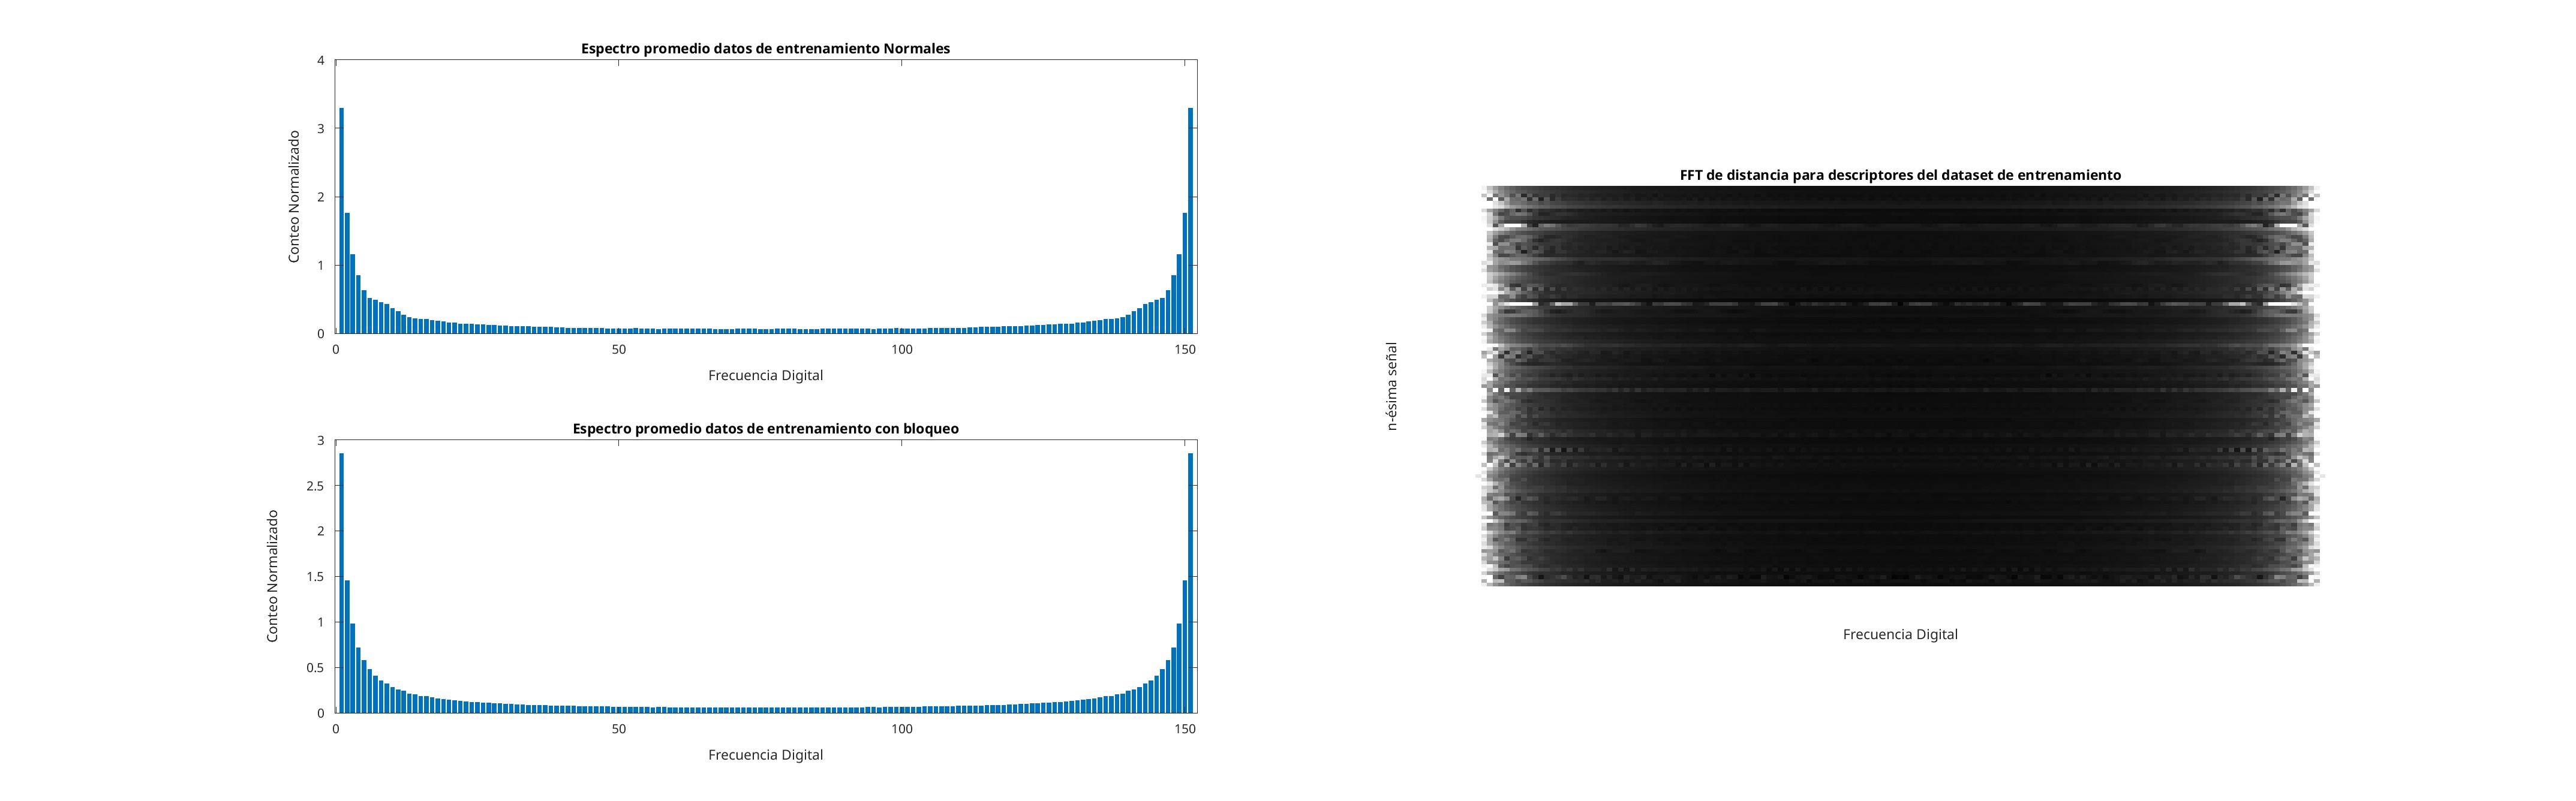 Espectro promedio datos de entrenamiento Normales
4
3
2
1
0
Conteo Normalizado
0 50 100 150
Frecuencia Digital
Espectro promedio datos de entrenamiento con bloqueo
3
2.5
2
1.5
1
0.5
0
Conteo Normalizado
0 50 100 150
Frecuencia Digital
FFT de distancia para descriptores del dataset de entrenamiento
n-ésima señal
Frecuencia Digital